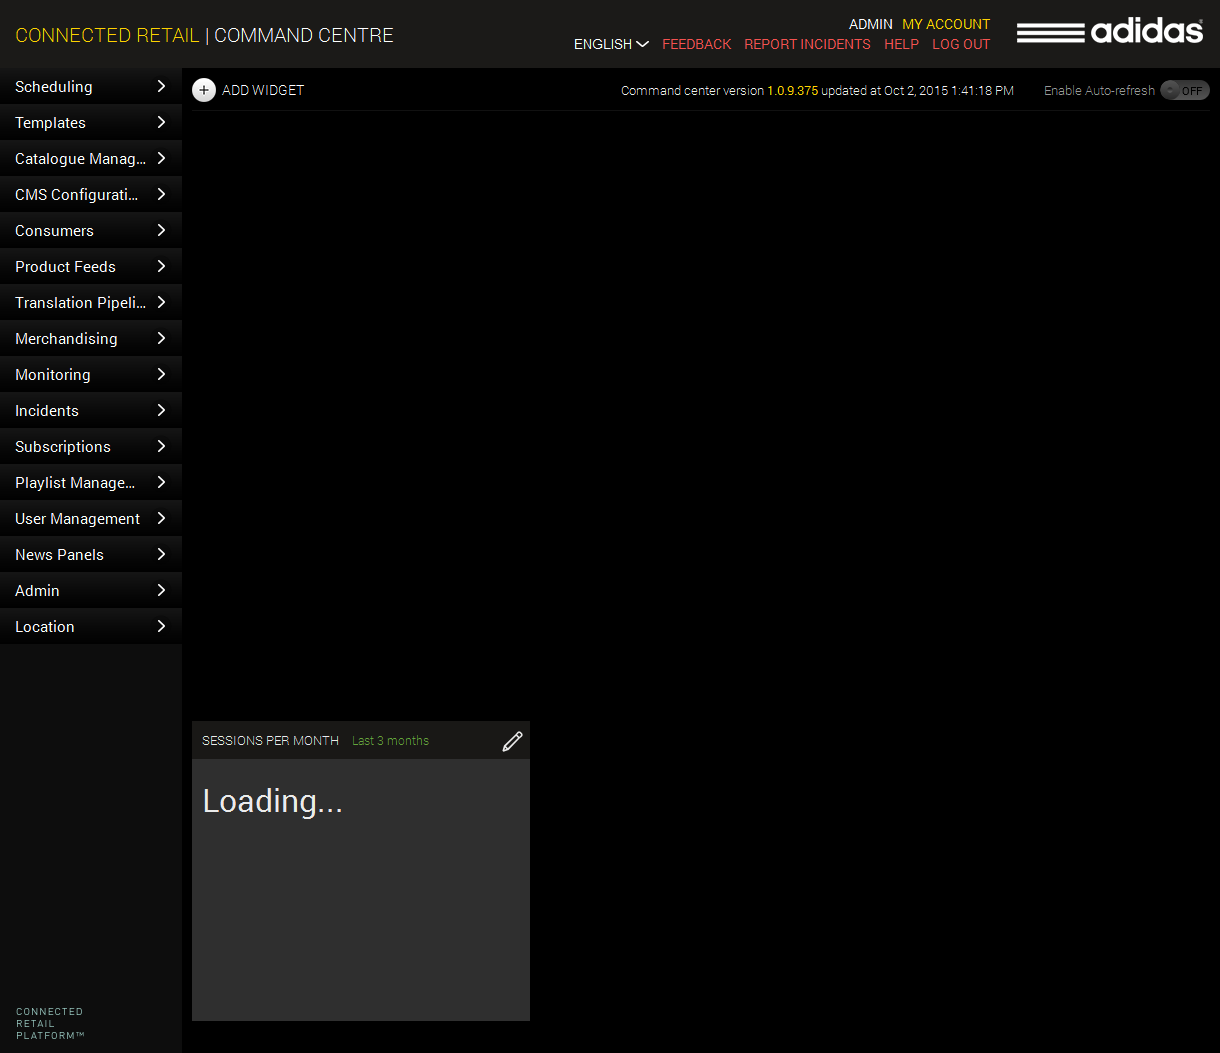 CONNECTED RETAIL | COMMAND CENTRE
ADMIN MY ACCOUNT
ENGLISH FEEDBACK REPORT INCIDENTS HELP LOG OUT
adidas
Scheduling
Templates
Catalogue Manag...
CMS Configurati...
Consumers
Product Feeds
Translation Pipeli...
Merchandising
Monitoring
Incidents
Subscriptions
Playlist Manage...
User Management
News Panels
Admin
Location
CONNECTED
RETAIL
PLATFORM™
ADD WIDGET
Command center version 1.0.9.375 updated at Oct 2, 2015 1:41:18 PM
Enable Auto-refresh OFF
SESSIONS PER MONTH Last 3 months
Loading...